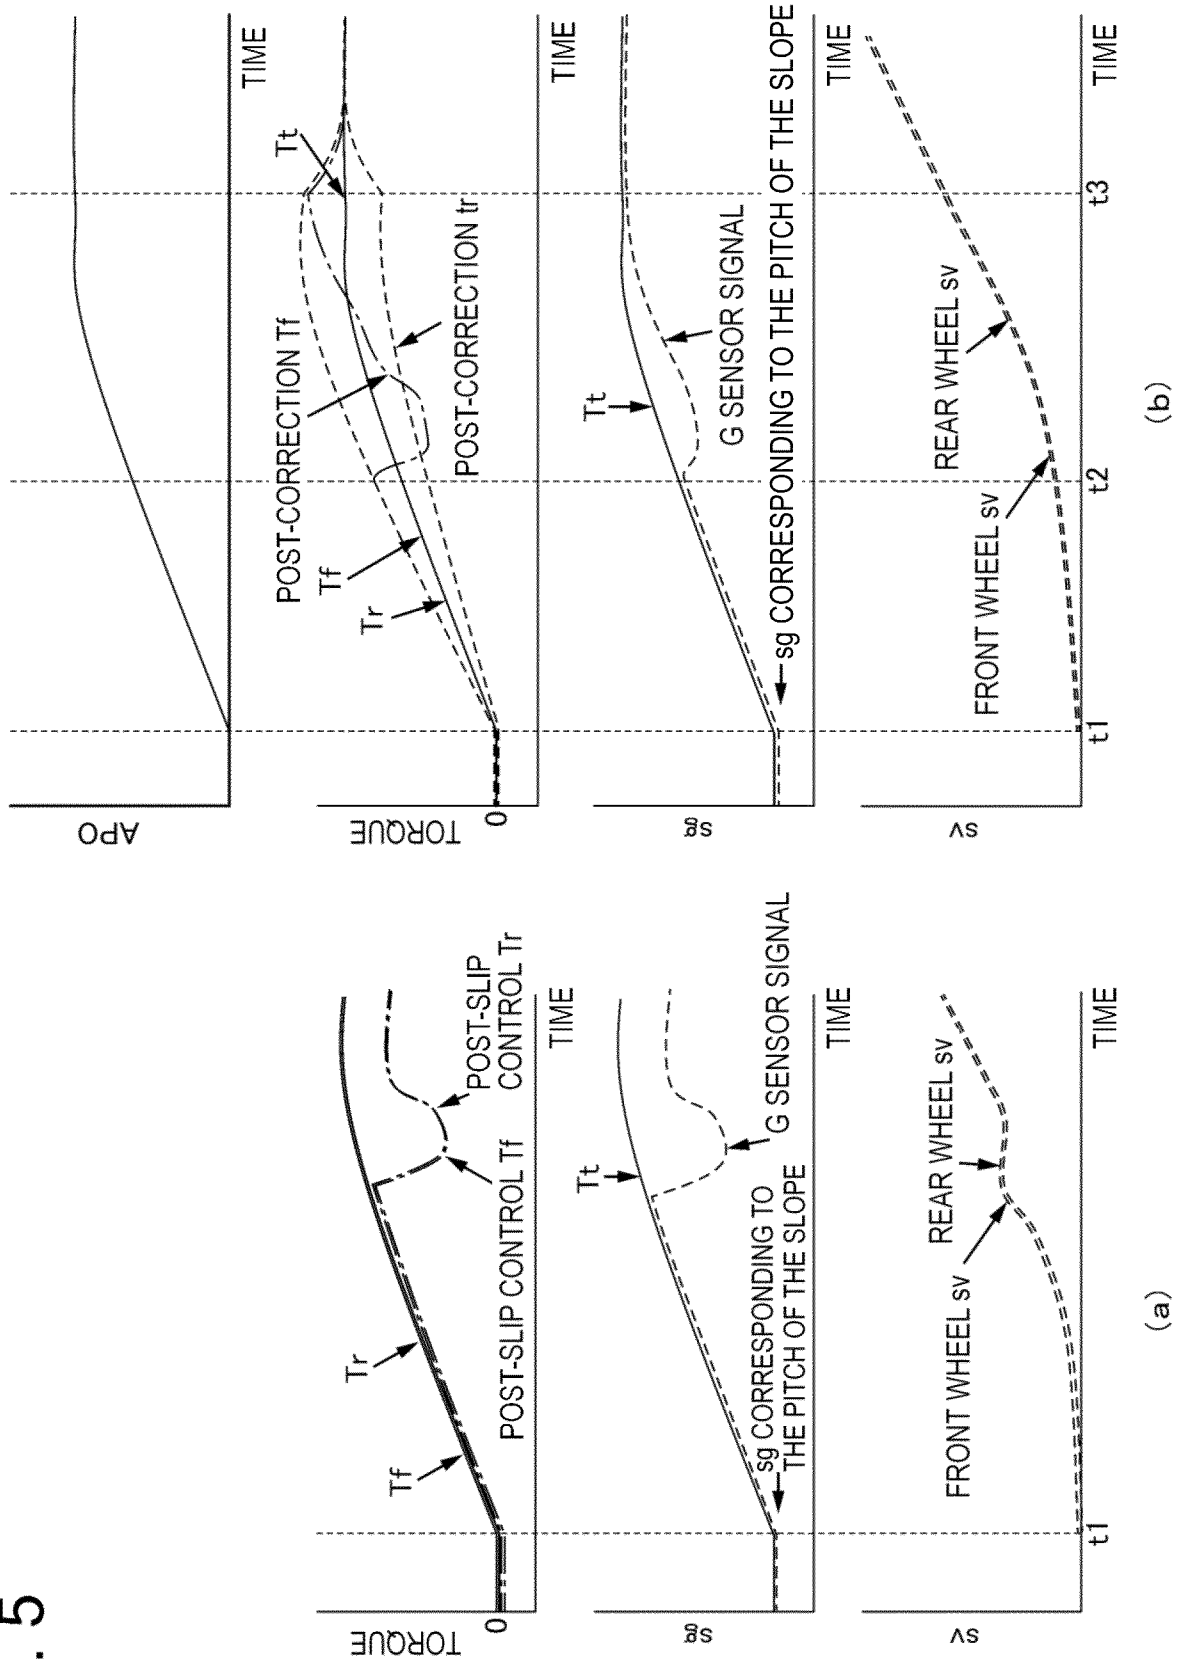 . 5
TORQUE
0
Tf
Tr
POST-SLIP CONTROL Tf
POST-SLIP
CONTROL Tr
TIME
sg
sg CORRESPONDING TO
THE PITCH OF THE SLOPE
Tt
G SENSOR SIGNAL
TIME
sv
FRONT WHEEL sv
REAR WHEEL sv
t1
TIME
(a)
APO
TIME
TORQUE
0
Tr
Tf
POST-CORRECTION Tf
POST-CORRECTION tr
Tt
TIME
sg
sg CORRESPONDING TO THE PITCH OF THE SLOPE
Tt
G SENSOR SIGNAL
TIME
sv
FRONT WHEEL sv
REAR WHEEL sv
t1
t2
t3
TIME
(b)